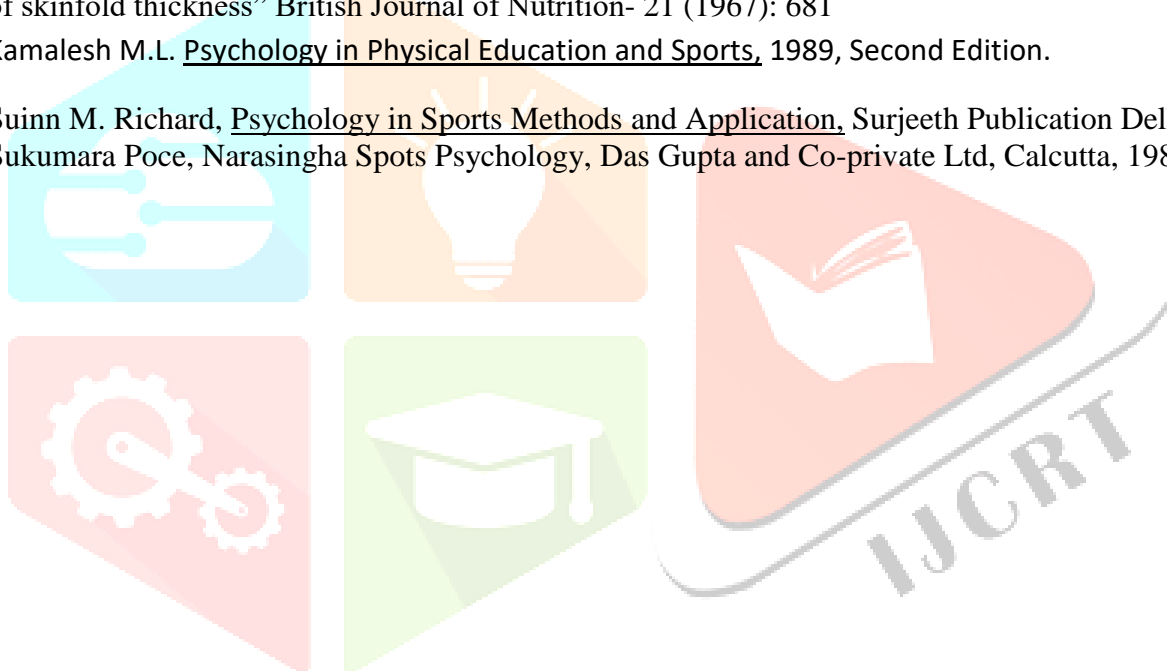 of skinfold thickness” British Journal of Nutrition- 21 (1967): 681
Kamalesh M.L. Psychology in Physical Education and Sports, 1989, Second Edition.
Suinn M. Richard, Psychology in Sports Methods and Application, Surjeeth Publication Del
Sukumara Poce, Narasingha Spots Psychology, Das Gupta and Co-private Ltd, Calcutta, 198
IJCRT